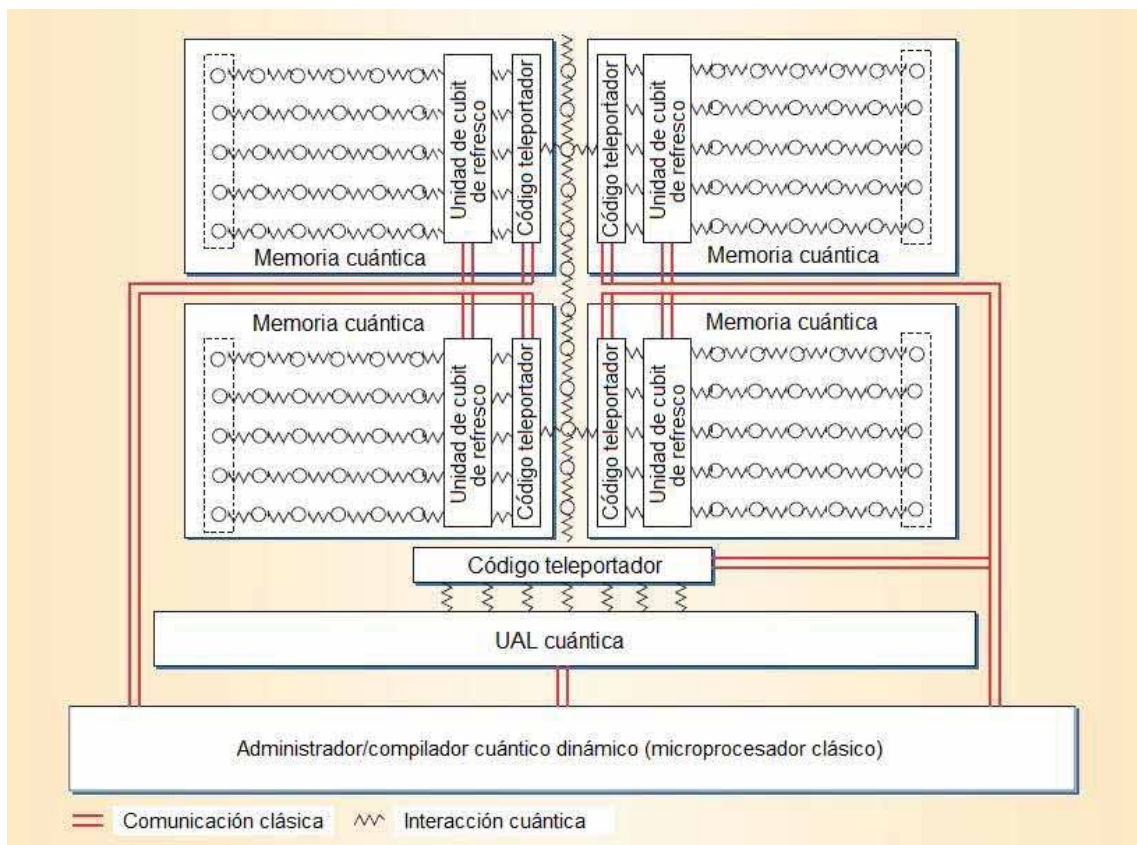 Unidad de cubit
de refresco
Código teleportador
Código teleportador
Unidad de cubit
de refresco
Memoria cuántica
Memoria cuántica
Memoria cuántica
Memoria cuántica
Unidad de cubit
de refresco
Código teleportador
Código teleportador
Unidad de cubit
de refresco
Código teleportador
UAL cuántica
Administrador/compilador cuántico dinámico (microprocesador clásico)
Comunicación clásica
Interacción cuántica